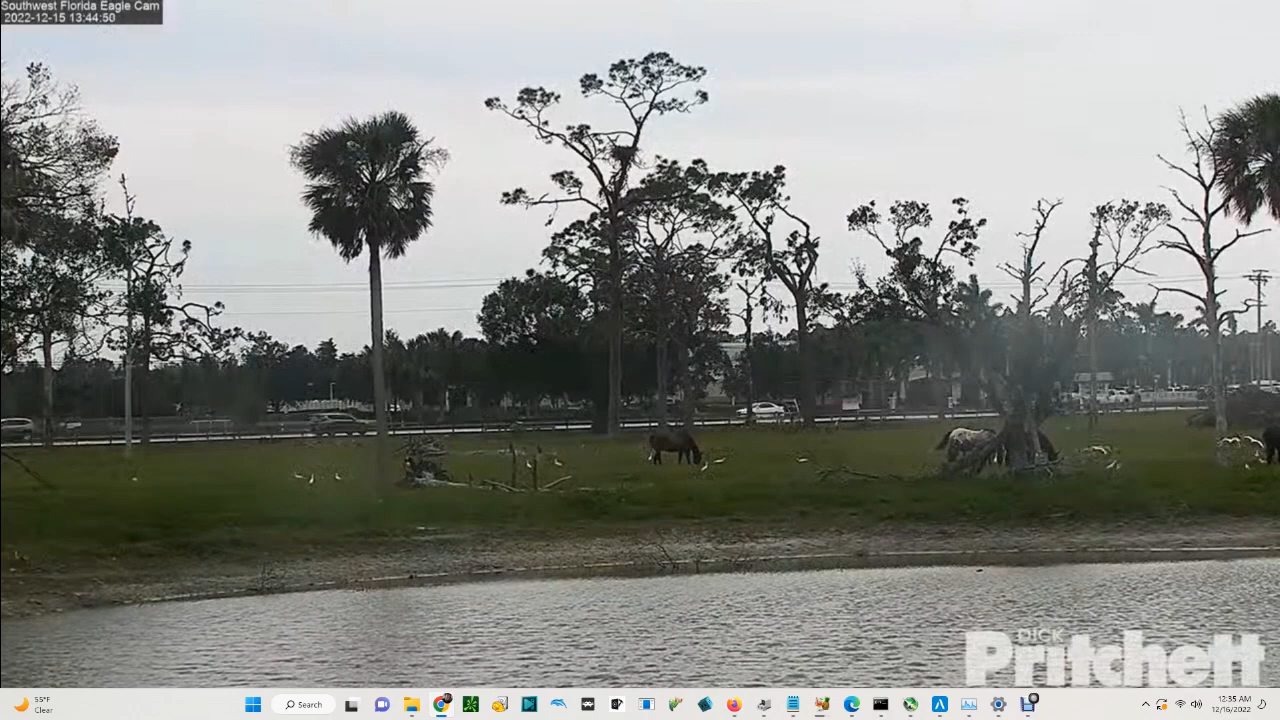 Southwest Florida Eagle Cam
2022-12-15 13:44:50
DICK
Pritchett
55°F
Clear
Search
12:35 AM
12/16/2022